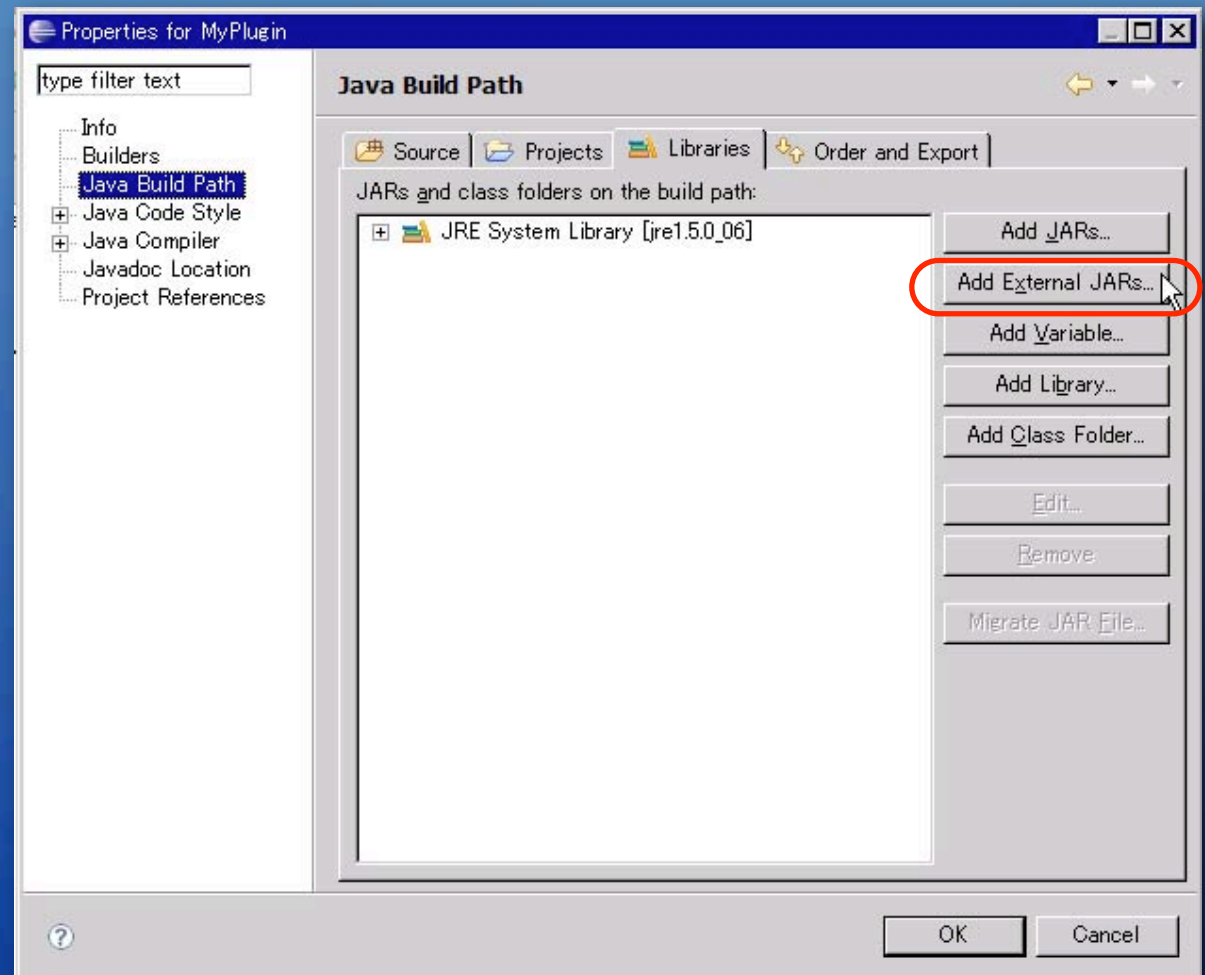 Properties for MyPlugin
type filter text
Info
Builders
Java Build Path
Java Code Style
Java Compiler
Javadoc Location
Project References
Java Build Path
Source Projects Libraries Order and Export
JARs and class folders on the build path:
JRE System Library [jre1.5.0_06]
Add JARs...
Add External JARs...
Add Variable...
Add Library...
Add Class Folder...
Edit...
Remove
Migrate JAR File...
?
OK Cancel